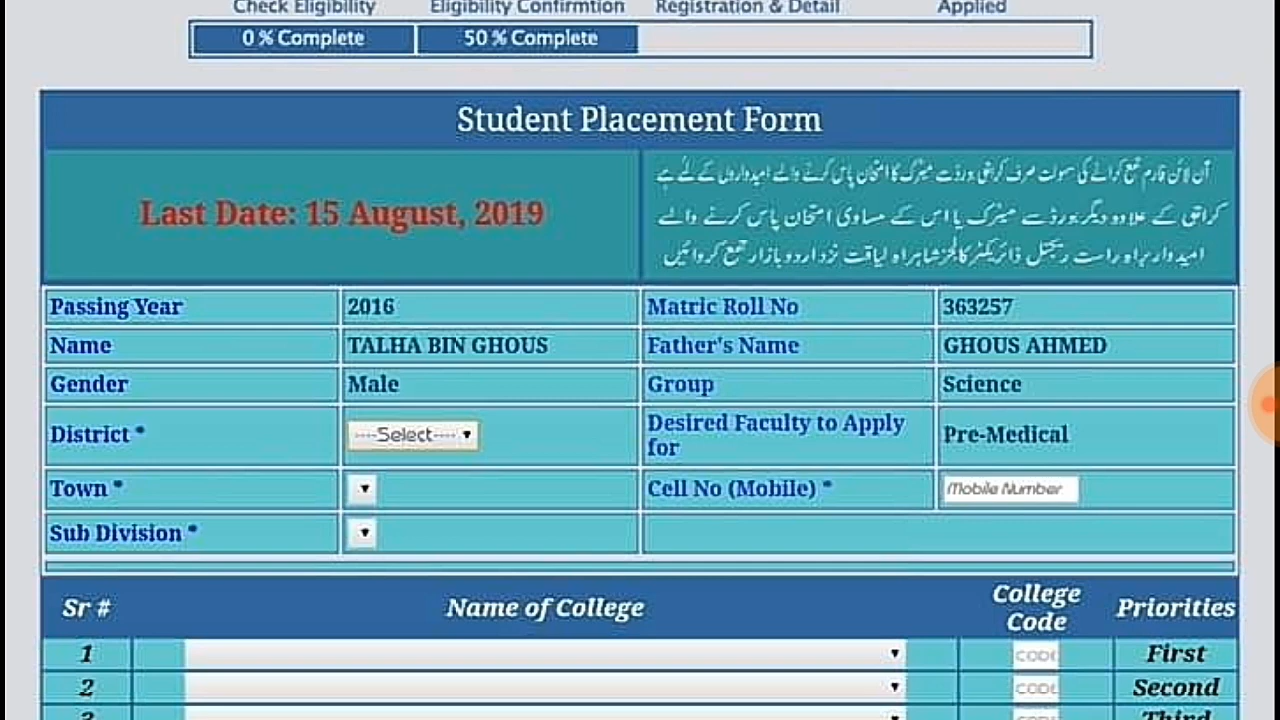 Check Eligibility Eligibility Confirmtion Registration & Detail Applied
0 % Complete 50 % Complete
Student Placement Form
Last Date: 15 August, 2019
آن لائن فارم جمع کرانے کی سہولت صرف کراچی بورڈ سے میٹرک کا امتحان پاس کرنے والے امیدواروں کے لئے ہے
کراچی کے علاوہ دیگر بورڈ سے میٹرک یا اس کے مساوی امتحان پاس کرنے والے
امیدوار براہ راست ریجنل ڈائریکٹر کالجز شاہراہ لیاقت نزد اردو بازار جمع کروائیں
Passing Year 2016 Matric Roll No 363257
Name TALHA BIN GHOUS Father's Name GHOUS AHMED
Gender Male Group Science
District * ----Select---- Desired Faculty to Apply for Pre-Medical
Town * Cell No (Mobile) * Mobile Number
Sub Division *
Sr # Name of College College Code Priorities
1 CODE First
2 CODE Second
3 CODE Third